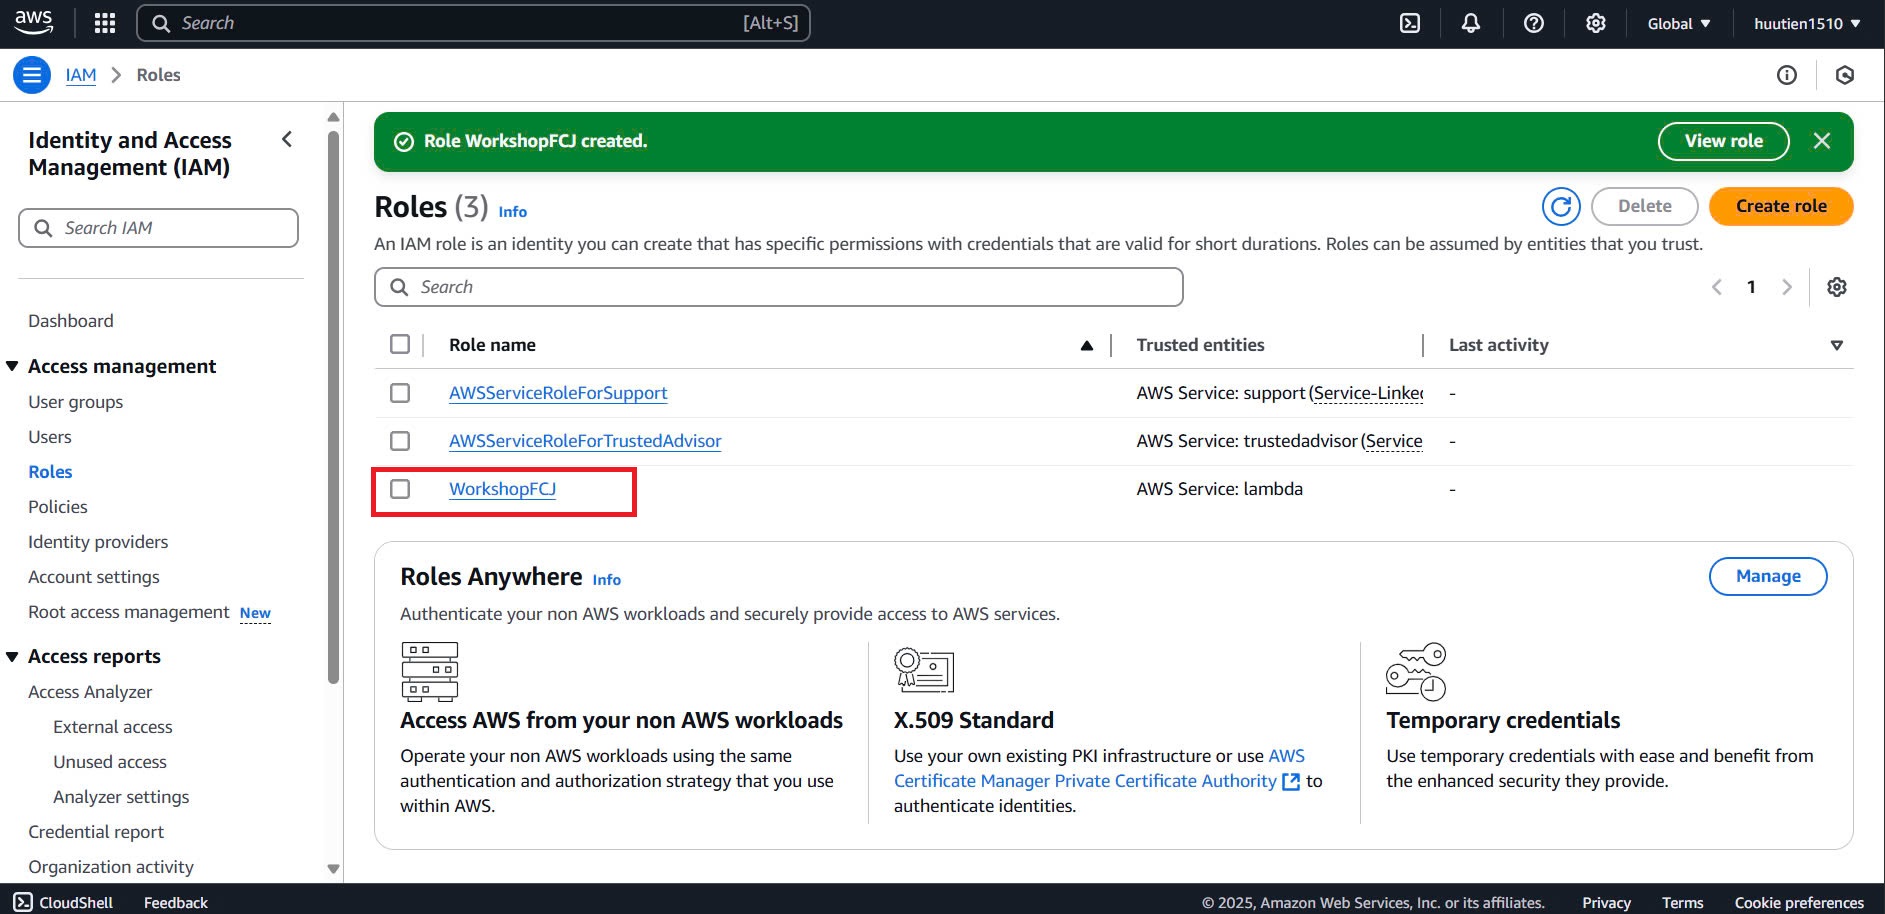 aws
Search [Alt+S]
Global
huutien1510
IAM
Roles
Identity and Access
Management (IAM)
Search IAM
Dashboard
Access management
User groups
Users
Roles
Policies
Identity providers
Account settings
Root access management New
Access reports
Access Analyzer
External access
Unused access
Analyzer settings
Credential report
Organization activity
Role WorkshopFCJ created.
View role
Roles (3) Info
Delete
Create role
An IAM role is an identity you can create that has specific permissions with credentials that are valid for short durations. Roles can be assumed by entities that you trust.
Search
1
Role name Trusted entities Last activity
AWSServiceRoleForSupport AWS Service: support (Service-Linked -
AWSServiceRoleForTrustedAdvisor AWS Service: trustedadvisor (Service -
WorkshopFCJ AWS Service: lambda -
Roles Anywhere Info
Manage
Authenticate your non AWS workloads and securely provide access to AWS services.
Access AWS from your non AWS workloads
Operate your non AWS workloads using the same
authentication and authorization strategy that you use
within AWS.
X.509 Standard
Use your own existing PKI infrastructure or use AWS
Certificate Manager Private Certificate Authority to
authenticate identities.
Temporary credentials
Use temporary credentials with ease and benefit from
the enhanced security they provide.
CloudShell Feedback © 2025, Amazon Web Services, Inc. or its affiliates. Privacy Terms Cookie preferences